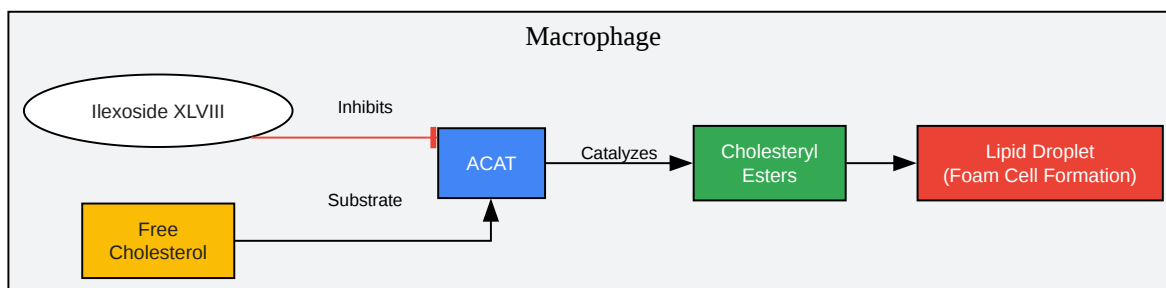 Macrophage
Ilexoside XLVIII
Inhibits
ACAT
Catalyzes
Cholesteryl
Esters
Lipid Droplet
(Foam Cell Formation)
Substrate
Free
Cholesterol